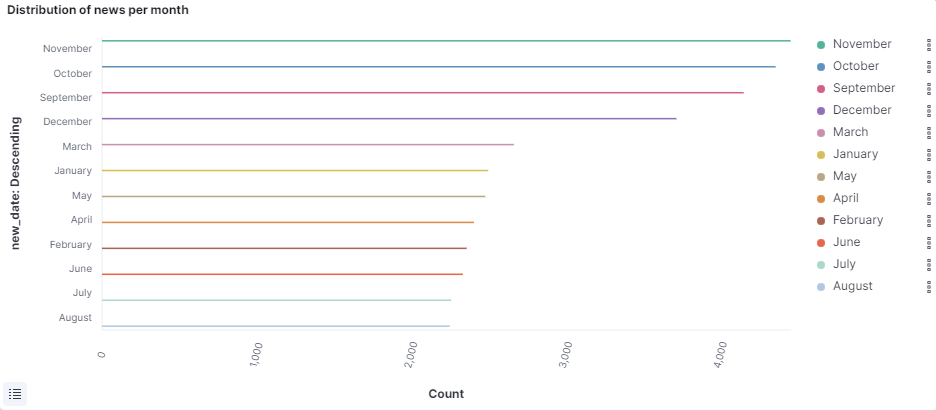 Distribution of news per month
new_date: Descending
November
October
September
December
March
January
May
April
February
June
July
August
0
1,000
2,000
3,000
4,000
Count
November
October
September
December
March
January
May
April
February
June
July
August